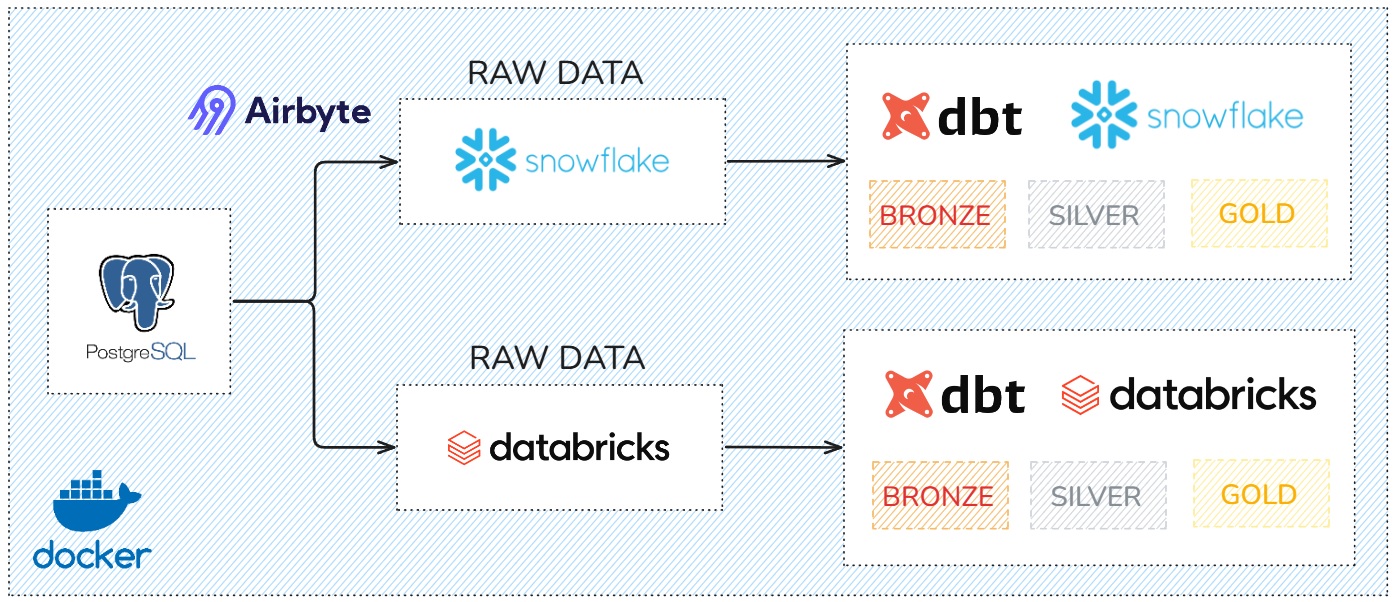 RAW DATA
Airbyte
snowflake
dbt
snowflake
BRONZE
SILVER
GOLD
PostgreSQL
RAW DATA
databricks
dbt
databricks
BRONZE
SILVER
GOLD
docker